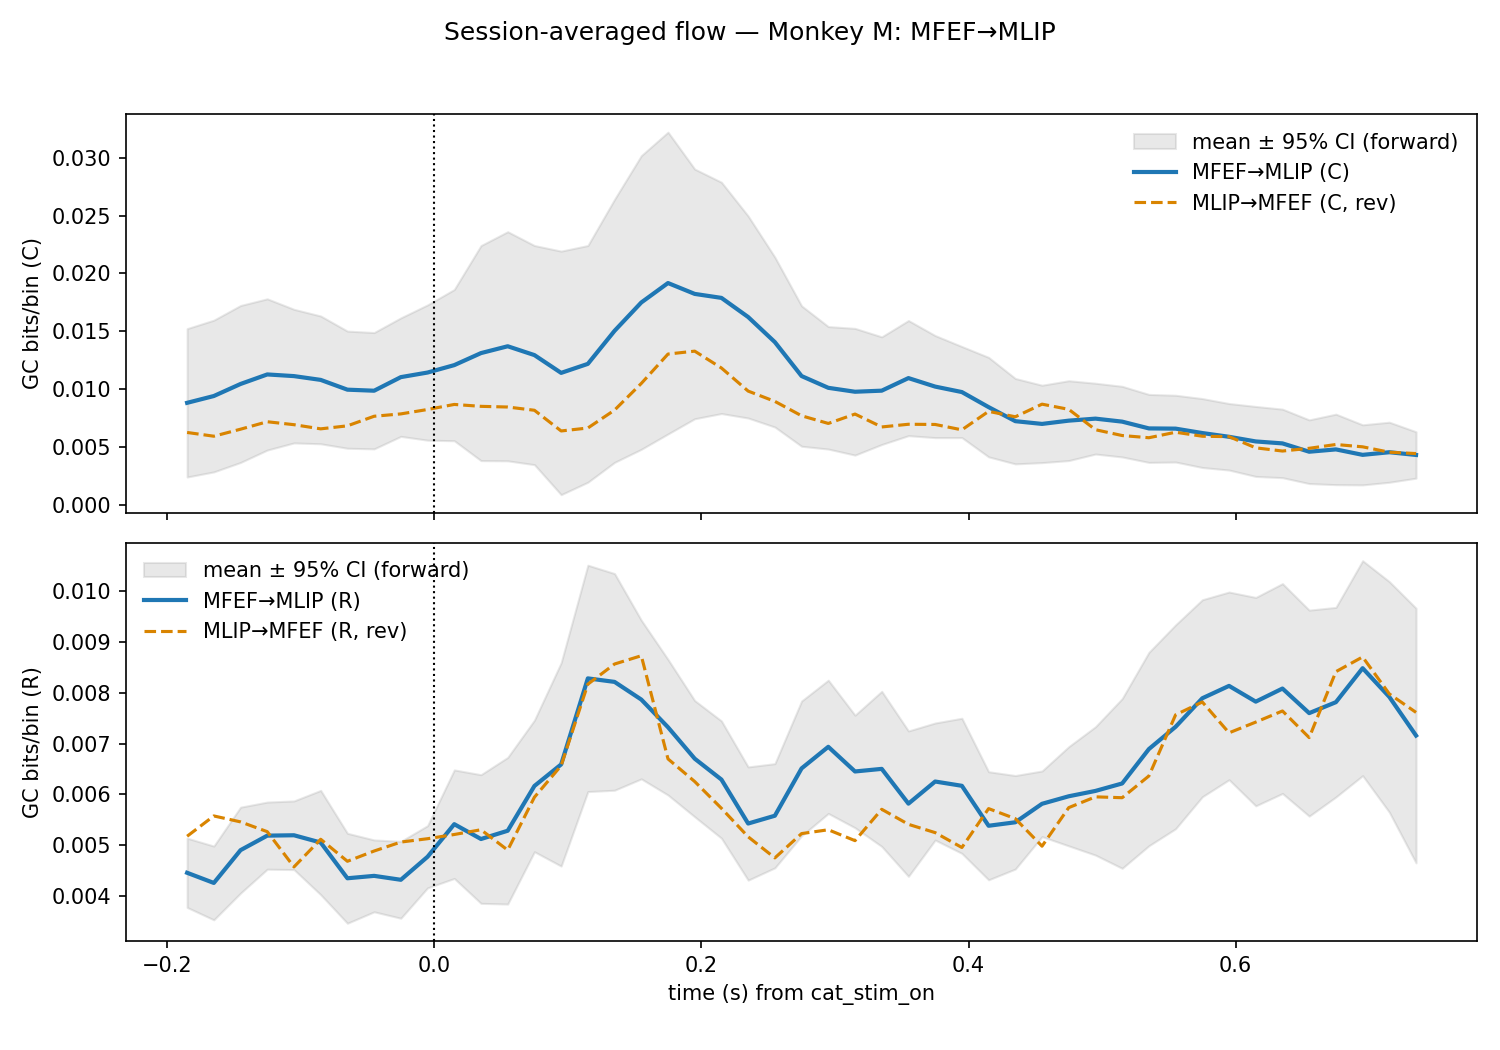 Session-averaged flow — Monkey M: MFEF→MLIP
GC bits/bin (C)
0.030
0.025
0.020
0.015
0.010
0.005
0.000
mean ± 95% CI (forward)
MFEF→MLIP (C)
MLIP→MFEF (C, rev)
GC bits/bin (R)
0.010
0.009
0.008
0.007
0.006
0.005
0.004
mean ± 95% CI (forward)
MFEF→MLIP (R)
MLIP→MFEF (R, rev)
−0.2 0.0 0.2 0.4 0.6
time (s) from cat_stim_on